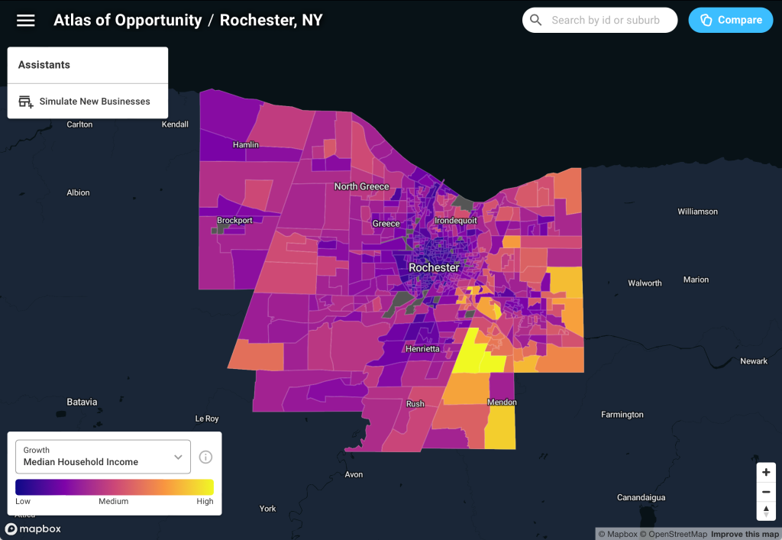 Atlas of Opportunity / Rochester, NY
Search by id or suburb
Compare
Assistants
Simulate New Businesses
Carlton
Kendall
Hamlin
North Greece
Albion
Brockport
Greece
Irondequoit
Williamson
Rochester
Walworth
Marion
Henrietta
Newark
Batavia
Le Roy
Rush
Mendon
Farmington
Growth
Median Household Income
Low
Medium
High
Avon
York
Canandaigua
mapbox
© Mapbox © OpenStreetMap Improve this map